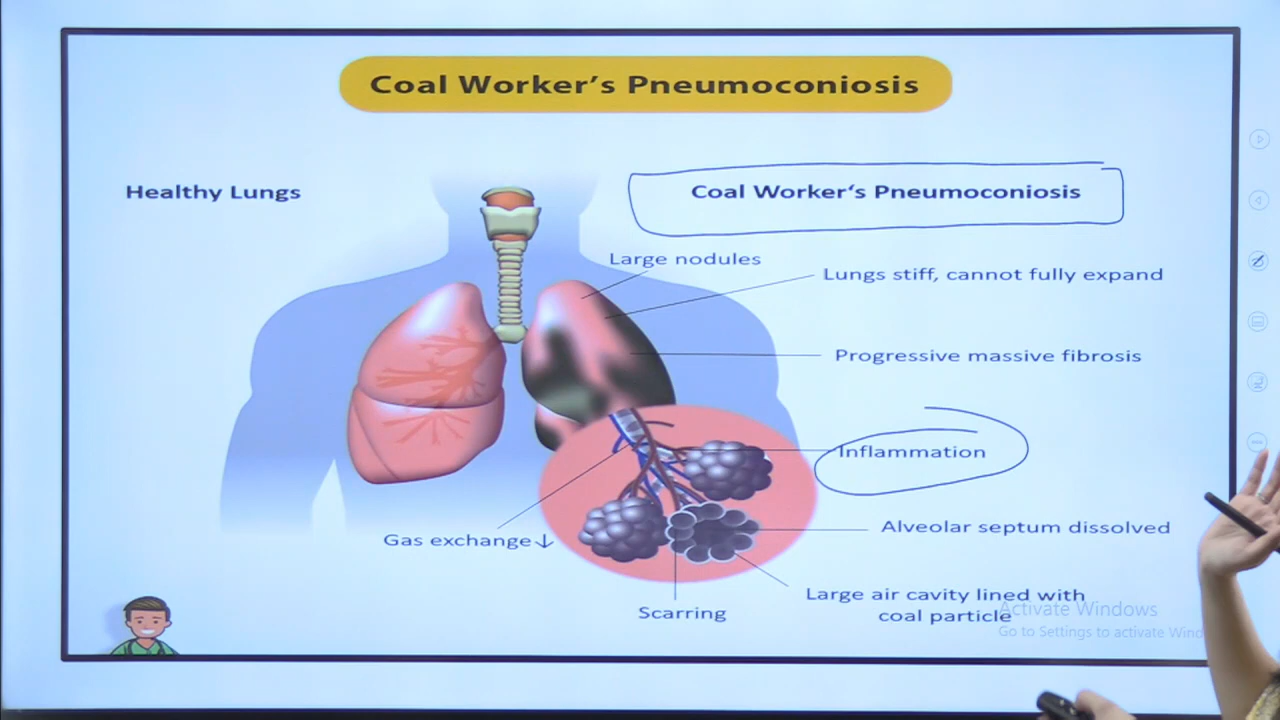 Coal Worker's Pneumoconiosis
Healthy Lungs
Coal Worker's Pneumoconiosis
Large nodules
Lungs stiff, cannot fully expand
Progressive massive fibrosis
Inflammation
Gas exchange↓
Alveolar septum dissolved
Large air cavity lined with
coal particle
Scarring
Activate Windows
Go to Settings to activate Wind